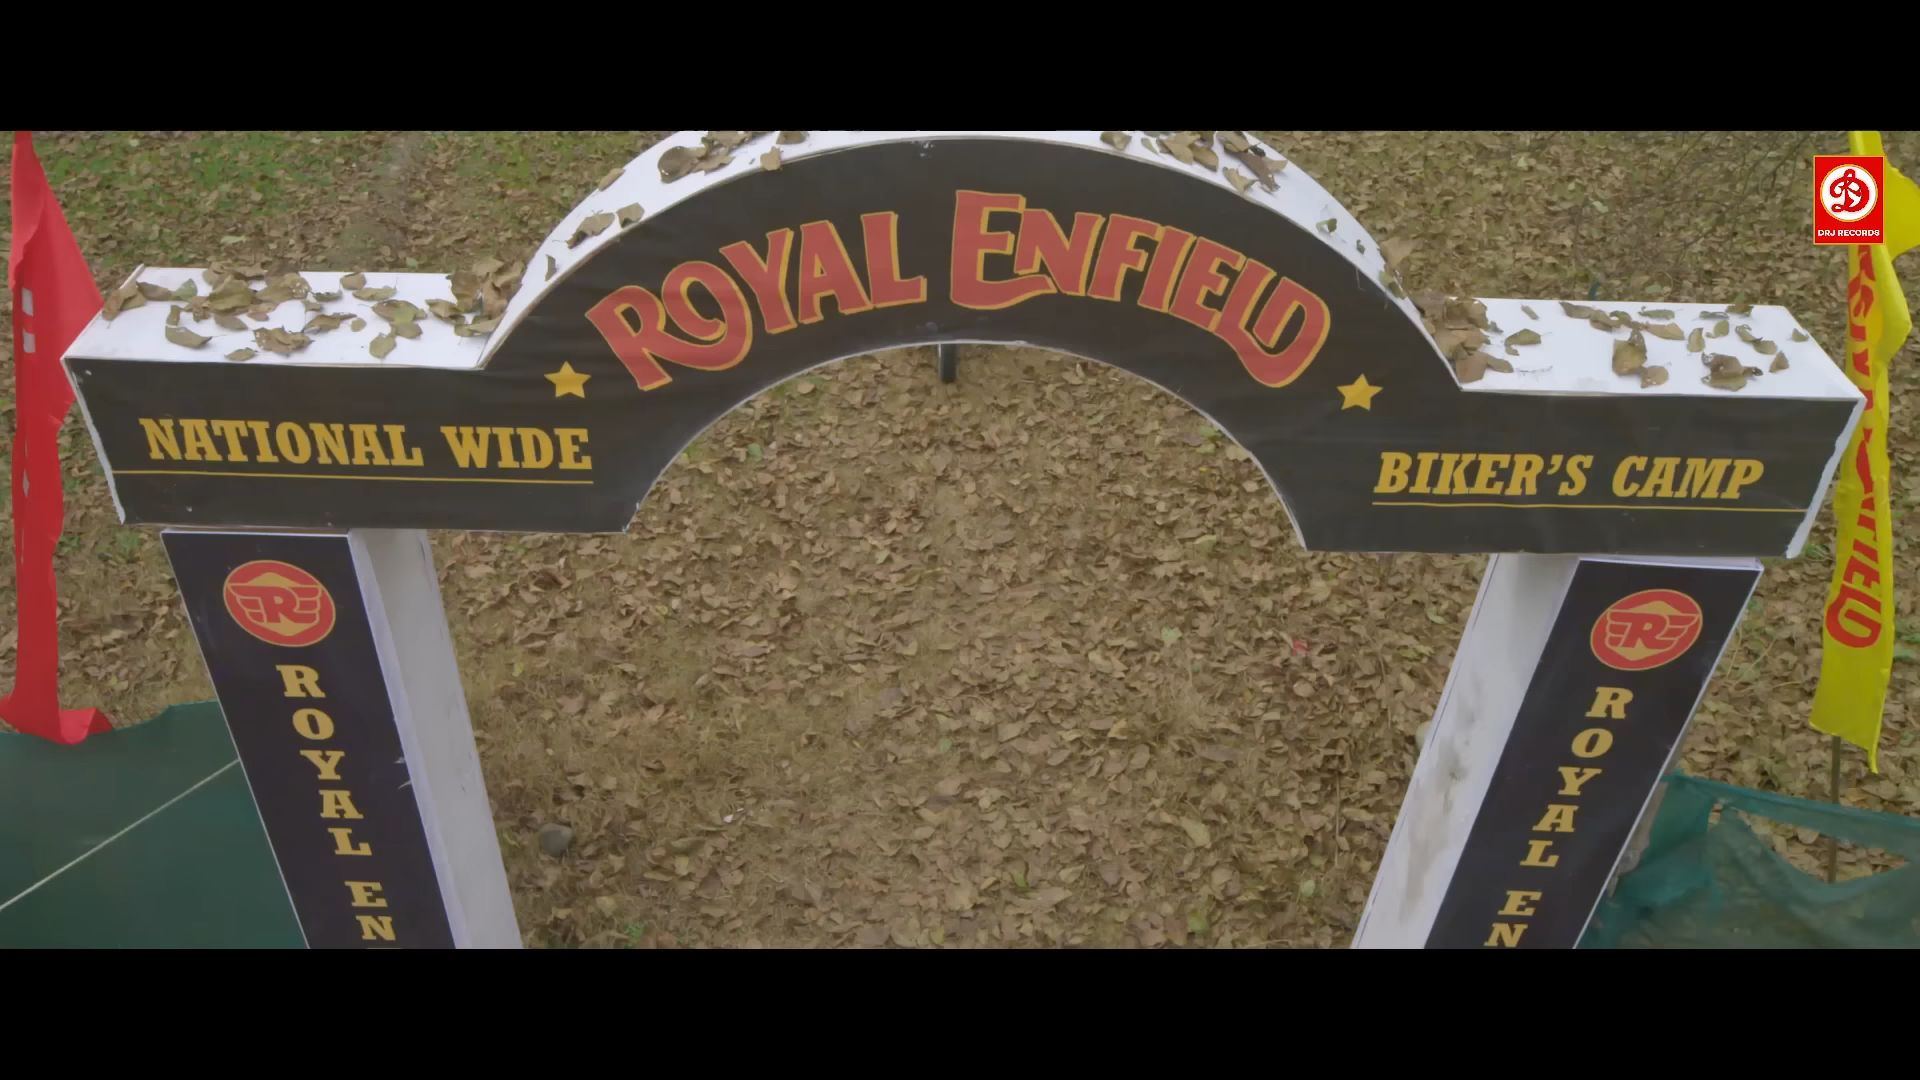 ROYAL ENFIELD
DRJ RECORDS
NATIONAL WIDE
BIKER'S CAMP
R
ROYAL EN
R
ROYAL EN